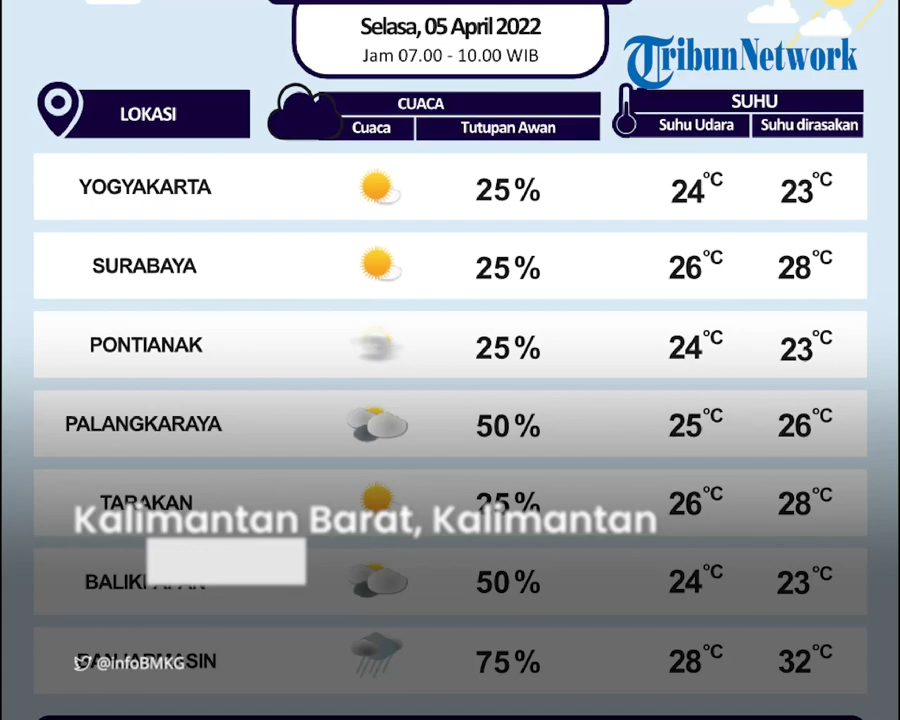 Selasa, 05 April 2022
Jam 07.00 - 10.00 WIB
TribunNetwork
LOKASI
CUACA
SUHU
Cuaca
Tutupan Awan
Suhu Udara
Suhu dirasakan
YOGYAKARTA 25% 24°C 23°C
SURABAYA 25% 26°C 28°C
PONTIANAK 25% 24°C 23°C
PALANGKARAYA 50% 25°C 26°C
TARAKAN 25% 26°C 28°C
Kalimantan Barat, Kalimantan
50% 24°C 23°C
75% 28°C 32°C
@infoBMKG